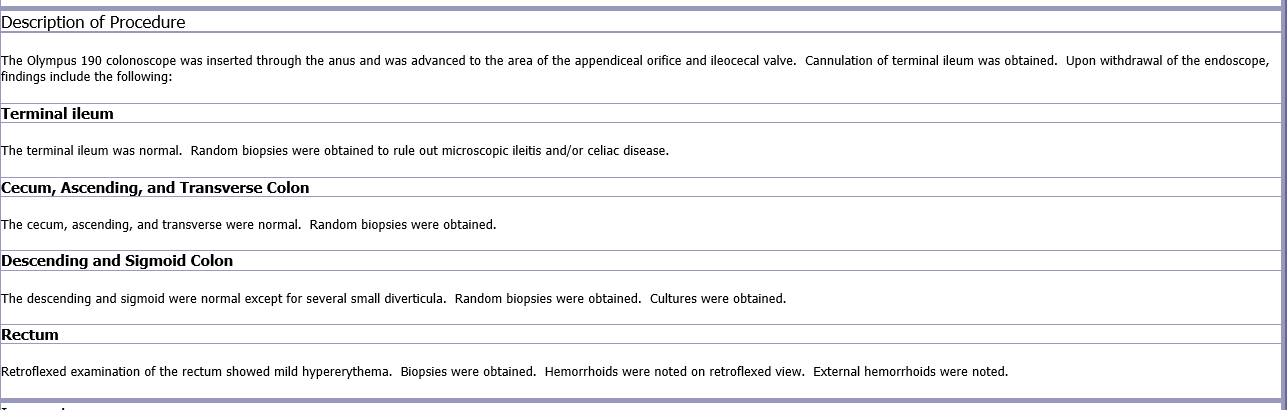 Description of Procedure
The Olympus 190 colonoscope was inserted through the anus and was advanced to the area of the appendiceal orifice and ileocecal valve.  Cannulation of terminal ileum was obtained.  Upon withdrawal of the endoscope,
findings include the following:
Terminal ileum
The terminal ileum was normal.  Random biopsies were obtained to rule out microscopic ileitis and/or celiac disease.
Cecum, Ascending, and Transverse Colon
The cecum, ascending, and transverse were normal.  Random biopsies were obtained.
Descending and Sigmoid Colon
The descending and sigmoid were normal except for several small diverticula.  Random biopsies were obtained.  Cultures were obtained.
Rectum
Retroflexed examination of the rectum showed mild hypererythema.  Biopsies were obtained.  Hemorrhoids were noted on retroflexed view.  External hemorrhoids were noted.